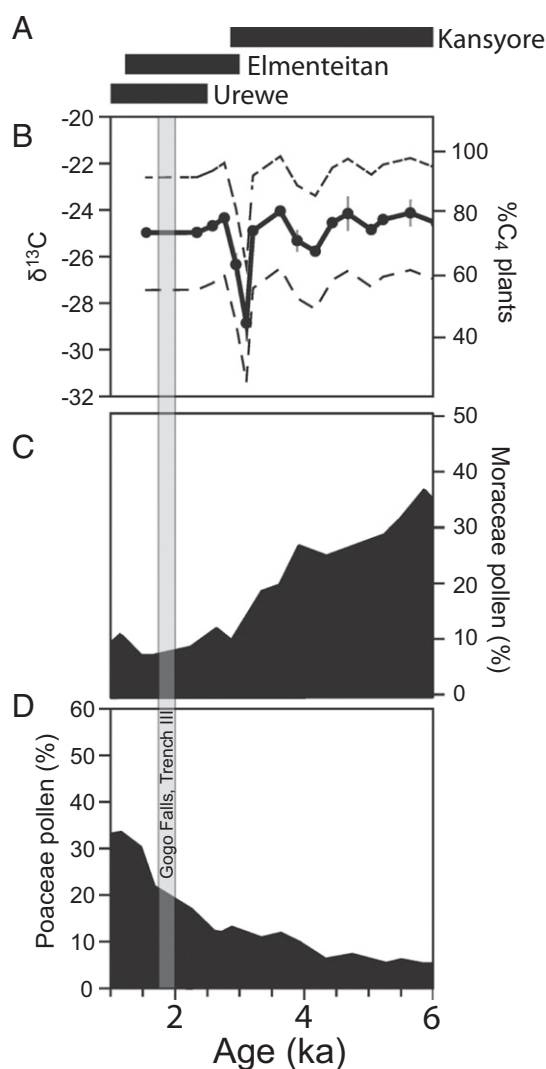 A
Kansyore
Elmenteitan
Urewe
B
-20
-22
-24
-26
-28
-30
-32
δ13C
100
80
60
40
%C4 plants
C
50
40
30
20
10
0
Moraceae pollen (%)
D
60
50
40
30
20
10
0
Poaceae pollen (%)
Gogo Falls, Trench III
2
4
6
Age (ka)